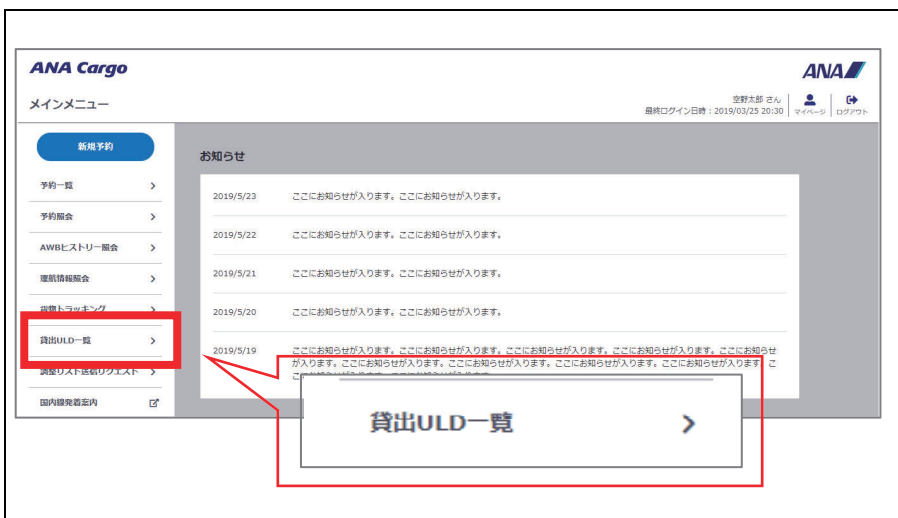 ANA Cargo
ANA
メインメニュー
空野太郎 さん
最終ログイン日時：2019/03/25 20:30
マイページ
ログアウト
新規予約
お知らせ
予約一覧
予約照会
AWBヒストリー照会
運航情報照会
貨物トラッキング
貸出ULD一覧
調整リスト送信リクエスト
国内線発着案内
2019/5/23 ここにお知らせが入ります。ここにお知らせが入ります。
2019/5/22 ここにお知らせが入ります。ここにお知らせが入ります。
2019/5/21 ここにお知らせが入ります。ここにお知らせが入ります。
2019/5/20 ここにお知らせが入ります。ここにお知らせが入ります。
2019/5/19 ここにお知らせが入ります。ここにお知らせが入ります。ここにお知らせが入ります。ここにお知らせが入ります。ここにお知らせ
が入ります。ここにお知らせが入ります。ここにお知らせが入ります。ここにお知らせが入ります。ここにお知らせが入ります。こ
貸出ULD一覧